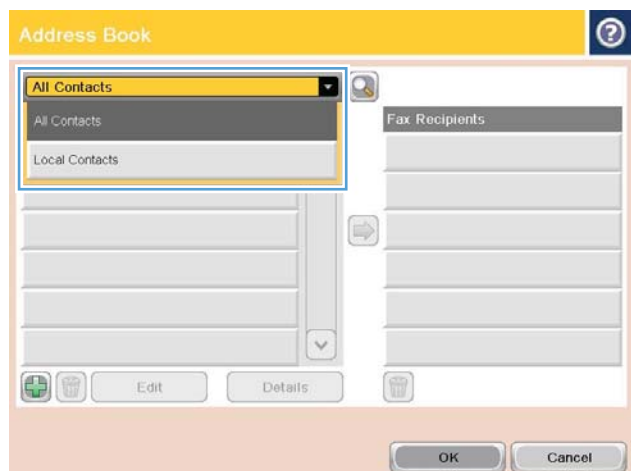 Address Book
All Contacts
All Contacts
Fax Recipients
Local Contacts
Edit
Details
OK
Cancel